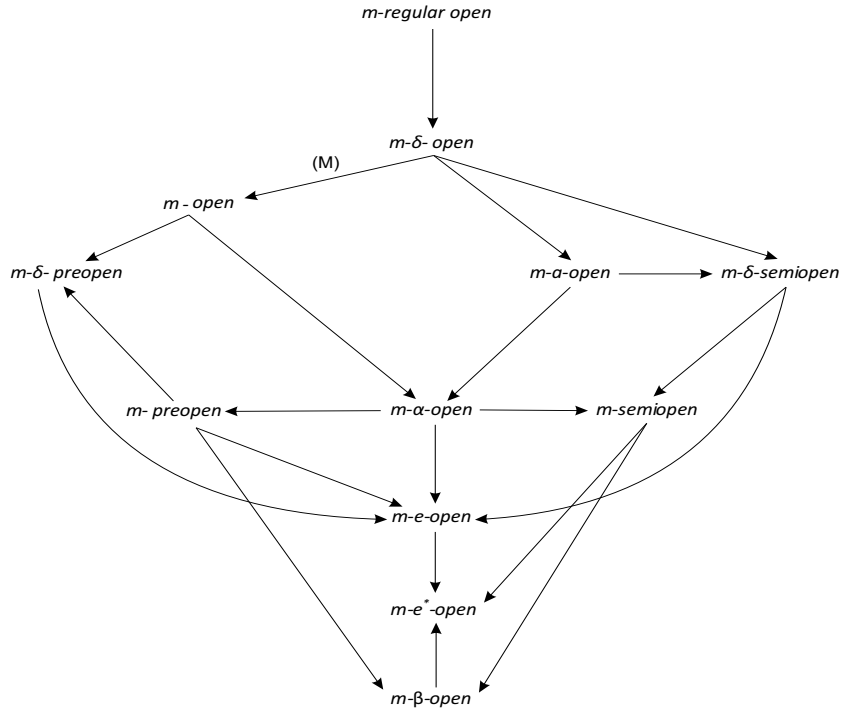 m-regular open
m-δ- open
(M)
m - open
m-δ- preopen
m-a-open
m-δ-semiopen
m- preopen
m-α-open
m-semiopen
m-e-open
m-e*-open
m-β-open